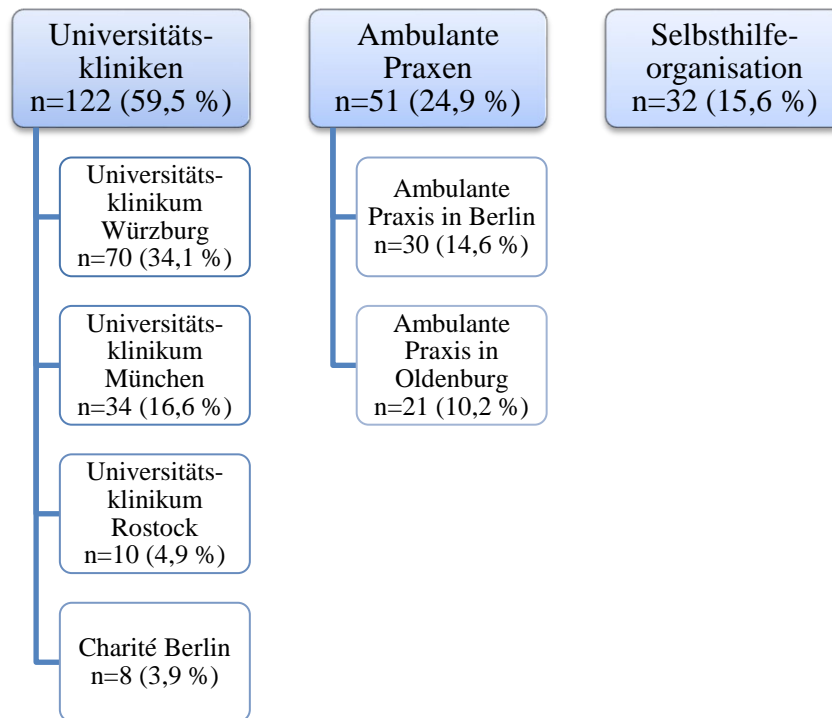 Universitäts-
kliniken
n=122 (59,5 %)
Universitäts-
klinikum
Würzburg
n=70 (34,1 %)
Universitäts-
klinikum
München
n=34 (16,6 %)
Universitäts-
klinikum
Rostock
n=10 (4,9 %)
Charité Berlin
n=8 (3,9 %)
Ambulante
Praxen
n=51 (24,9 %)
Ambulante
Praxis in Berlin
n=30 (14,6 %)
Ambulante
Praxis in
Oldenburg
n=21 (10,2 %)
Selbsthilfe-
organisation
n=32 (15,6 %)